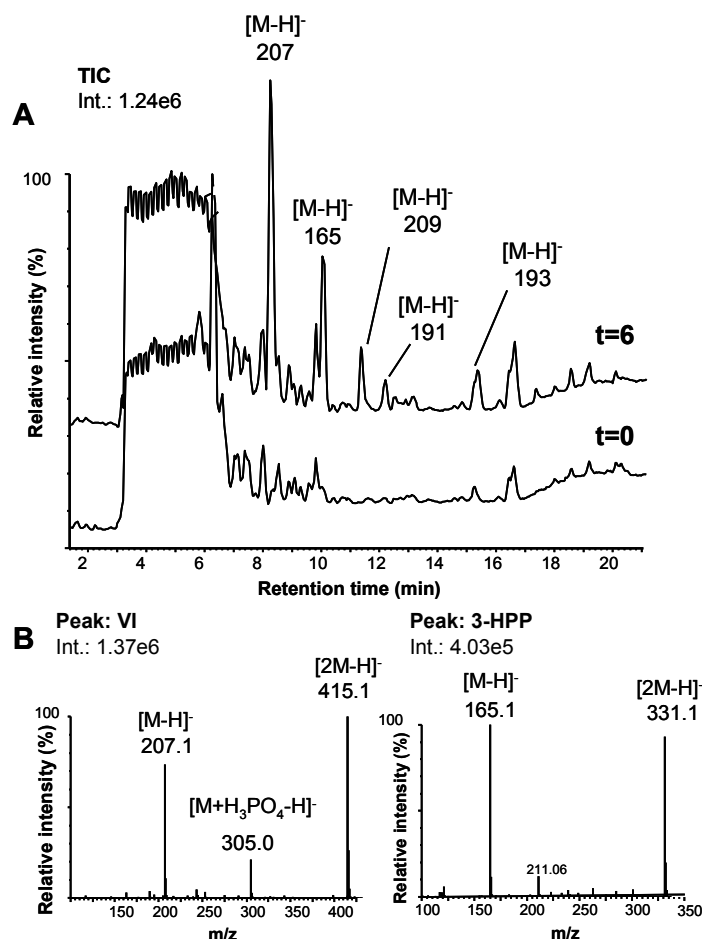 [M-H]-
207
TIC
Int.: 1.24e6
A
100
[M-H]-
165
[M-H]-
209
[M-H]-
191
[M-H]-
193
t=6
t=0
Relative intensity (%)
2 4 6 8 10 12 14 16 18 20
Retention time (min)
B
Peak: VI
Int.: 1.37e6
[2M-H]-
415.1
100
[M-H]-
207.1
[M+H3PO4-H]-
305.0
Relative intensity (%)
150 200 250 300 350 400
m/z
Peak: 3-HPP
Int.: 4.03e5
[M-H]-
165.1
[2M-H]-
331.1
100
211.06
Relative intensity (%)
100 150 200 250 300 350
m/z